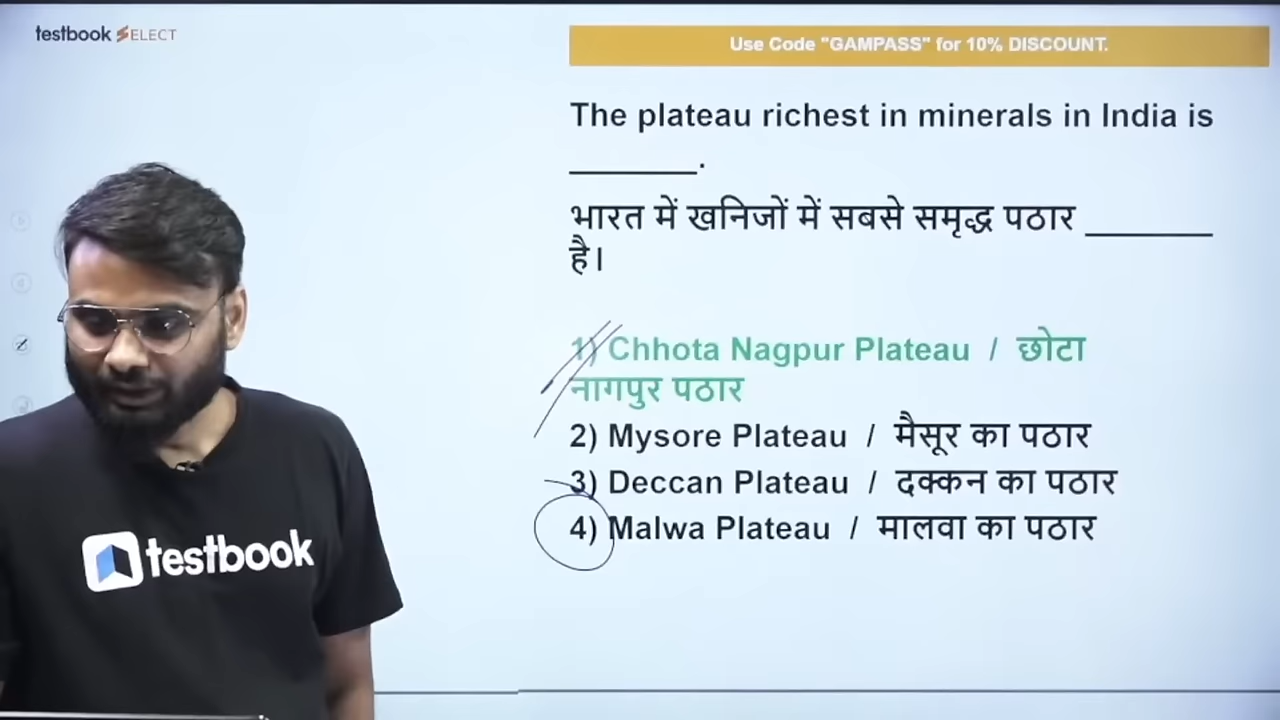 testbook SELECT
Use Code "GAMPASS" for 10% DISCOUNT.
The plateau richest in minerals in India is
______.
भारत में खनिजों में सबसे समृद्ध पठार ______
है।
1) Chhota Nagpur Plateau / छोटा
नागपुर पठार
2) Mysore Plateau / मैसूर का पठार
3) Deccan Plateau / दक्कन का पठार
4) Malwa Plateau / मालवा का पठार
testbook